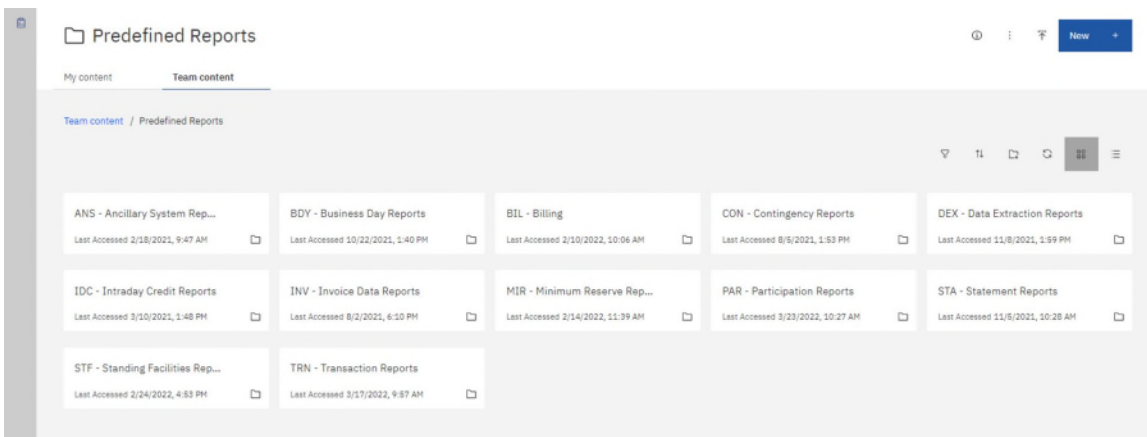 Predefined Reports
New +
My content Team content
Team content / Predefined Reports
ANS - Ancillary System Rep... BDY - Business Day Reports BIL - Billing CON - Contingency Reports DEX - Data Extraction Reports
Last Accessed 2/18/2021, 9:47 AM Last Accessed 10/22/2021, 1:40 PM Last Accessed 2/10/2022, 10:06 AM Last Accessed 8/5/2021, 1:53 PM Last Accessed 11/8/2021, 1:59 PM
IDC - Intraday Credit Reports INV - Invoice Data Reports MIR - Minimum Reserve Rep... PAR - Participation Reports STA - Statement Reports
Last Accessed 3/10/2021, 1:48 PM Last Accessed 8/2/2021, 6:10 PM Last Accessed 2/14/2022, 11:39 AM Last Accessed 3/23/2022, 10:27 AM Last Accessed 11/5/2021, 10:28 AM
STF - Standing Facilities Rep... TRN - Transaction Reports
Last Accessed 2/24/2022, 4:53 PM Last Accessed 3/17/2022, 9:57 AM